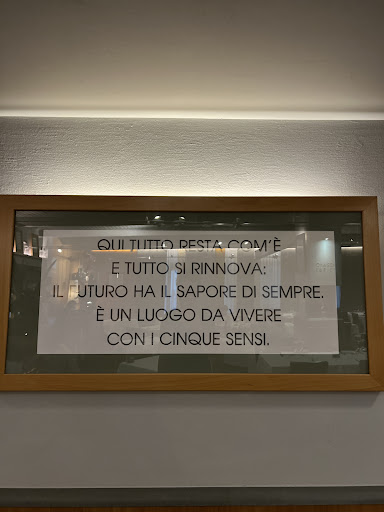 QUI TUTTO RESTA COM'È
E TUTTO SI RINNOVA:
IL FUTURO HA IL SAPORE DI SEMPRE.
È UN LUOGO DA VIVERE
CON I CINQUE SENSI.